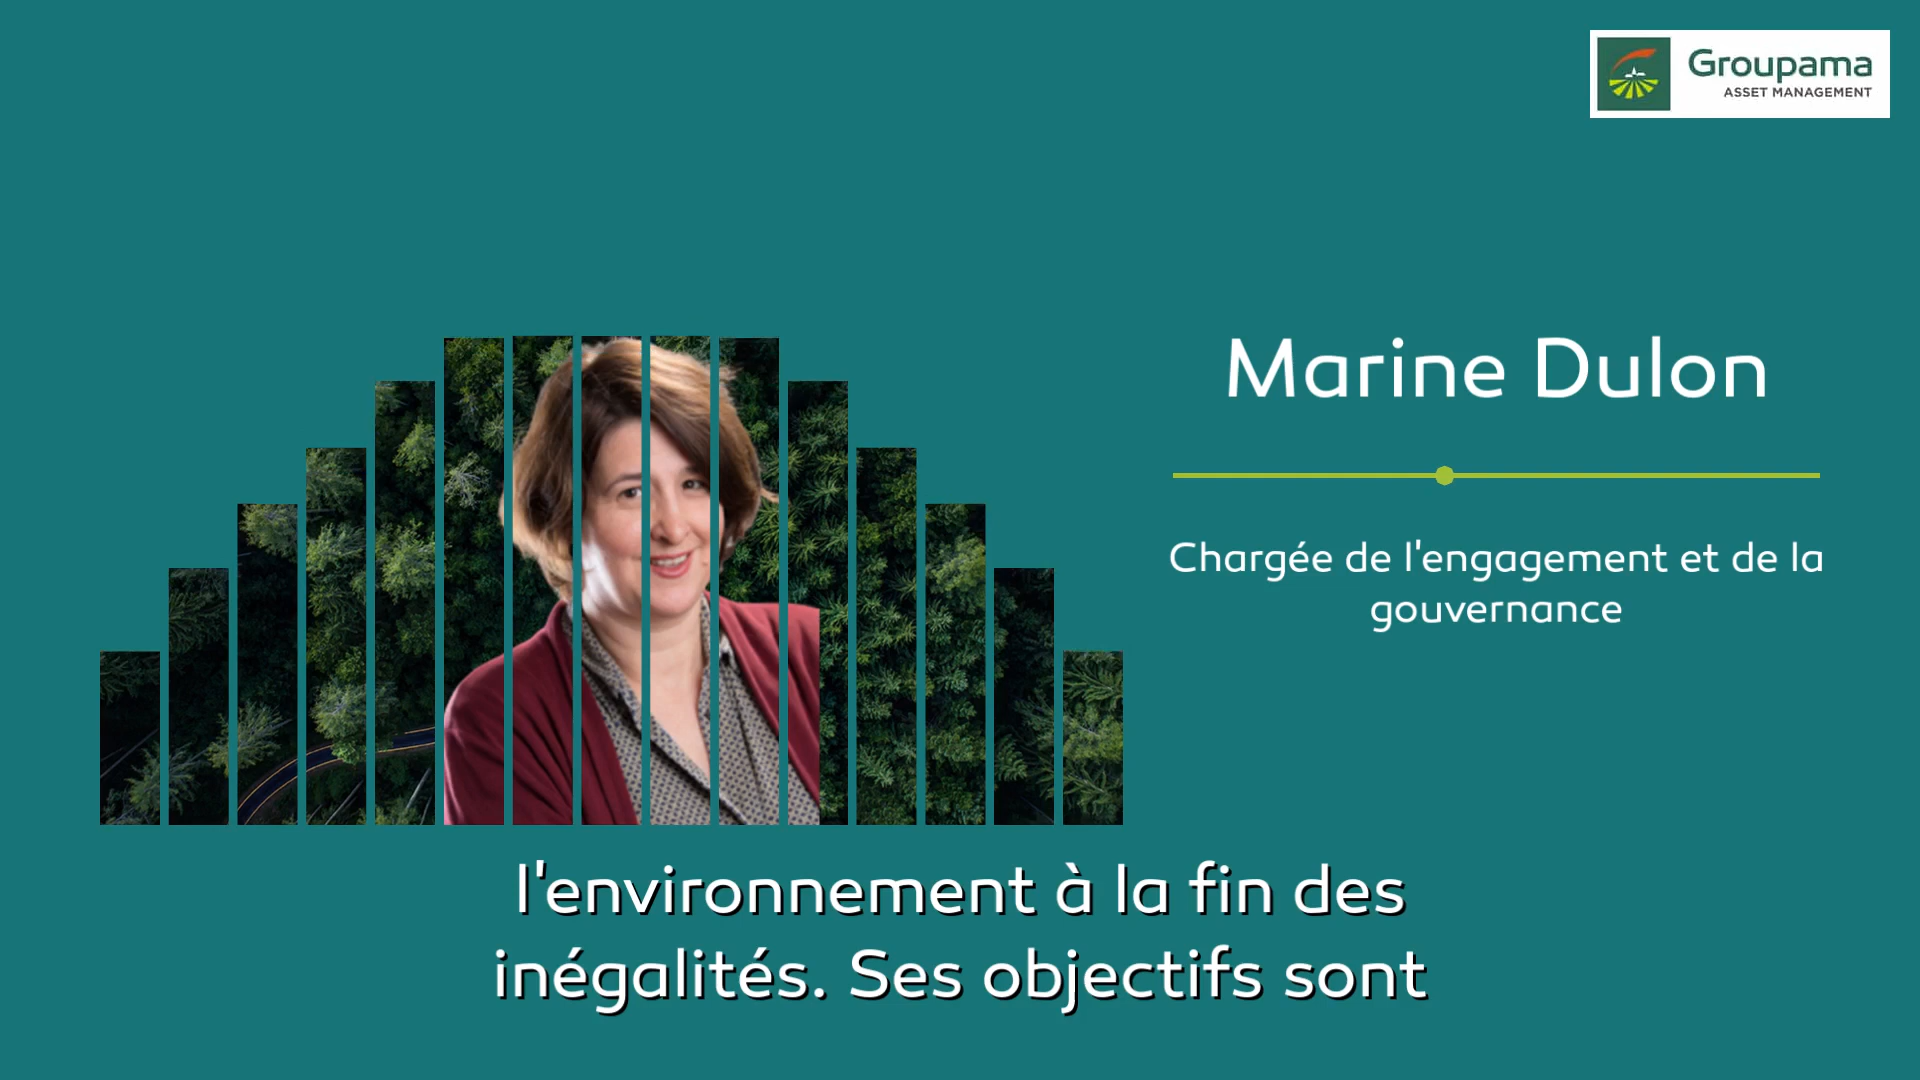 Groupama
ASSET MANAGEMENT
Marine Dulon
Chargée de l'engagement et de la
gouvernance
l'environnement à la fin des
inégalités. Ses objectifs sont